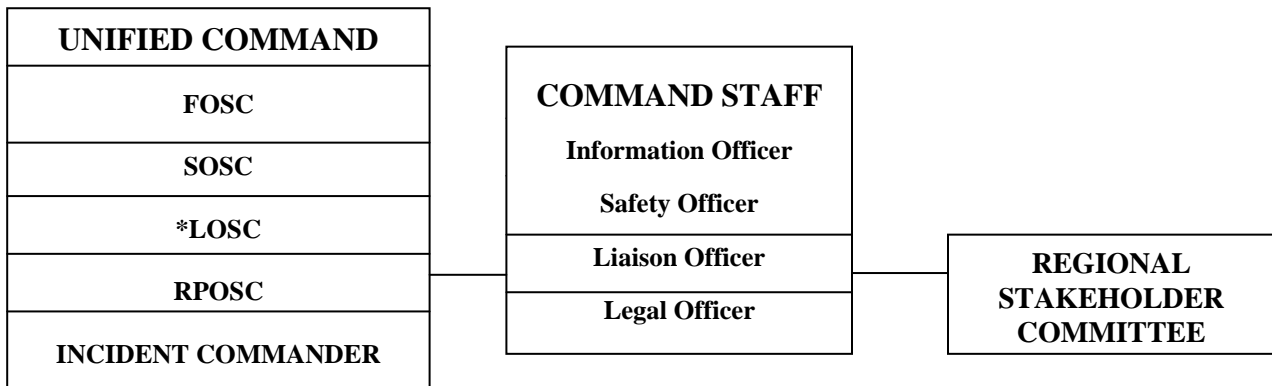 UNIFIED COMMAND
FOSC
SOSC
*LOSC
RPOSC
INCIDENT COMMANDER
COMMAND STAFF
Information Officer
Safety Officer
Liaison Officer
Legal Officer
REGIONAL
STAKEHOLDER
COMMITTEE